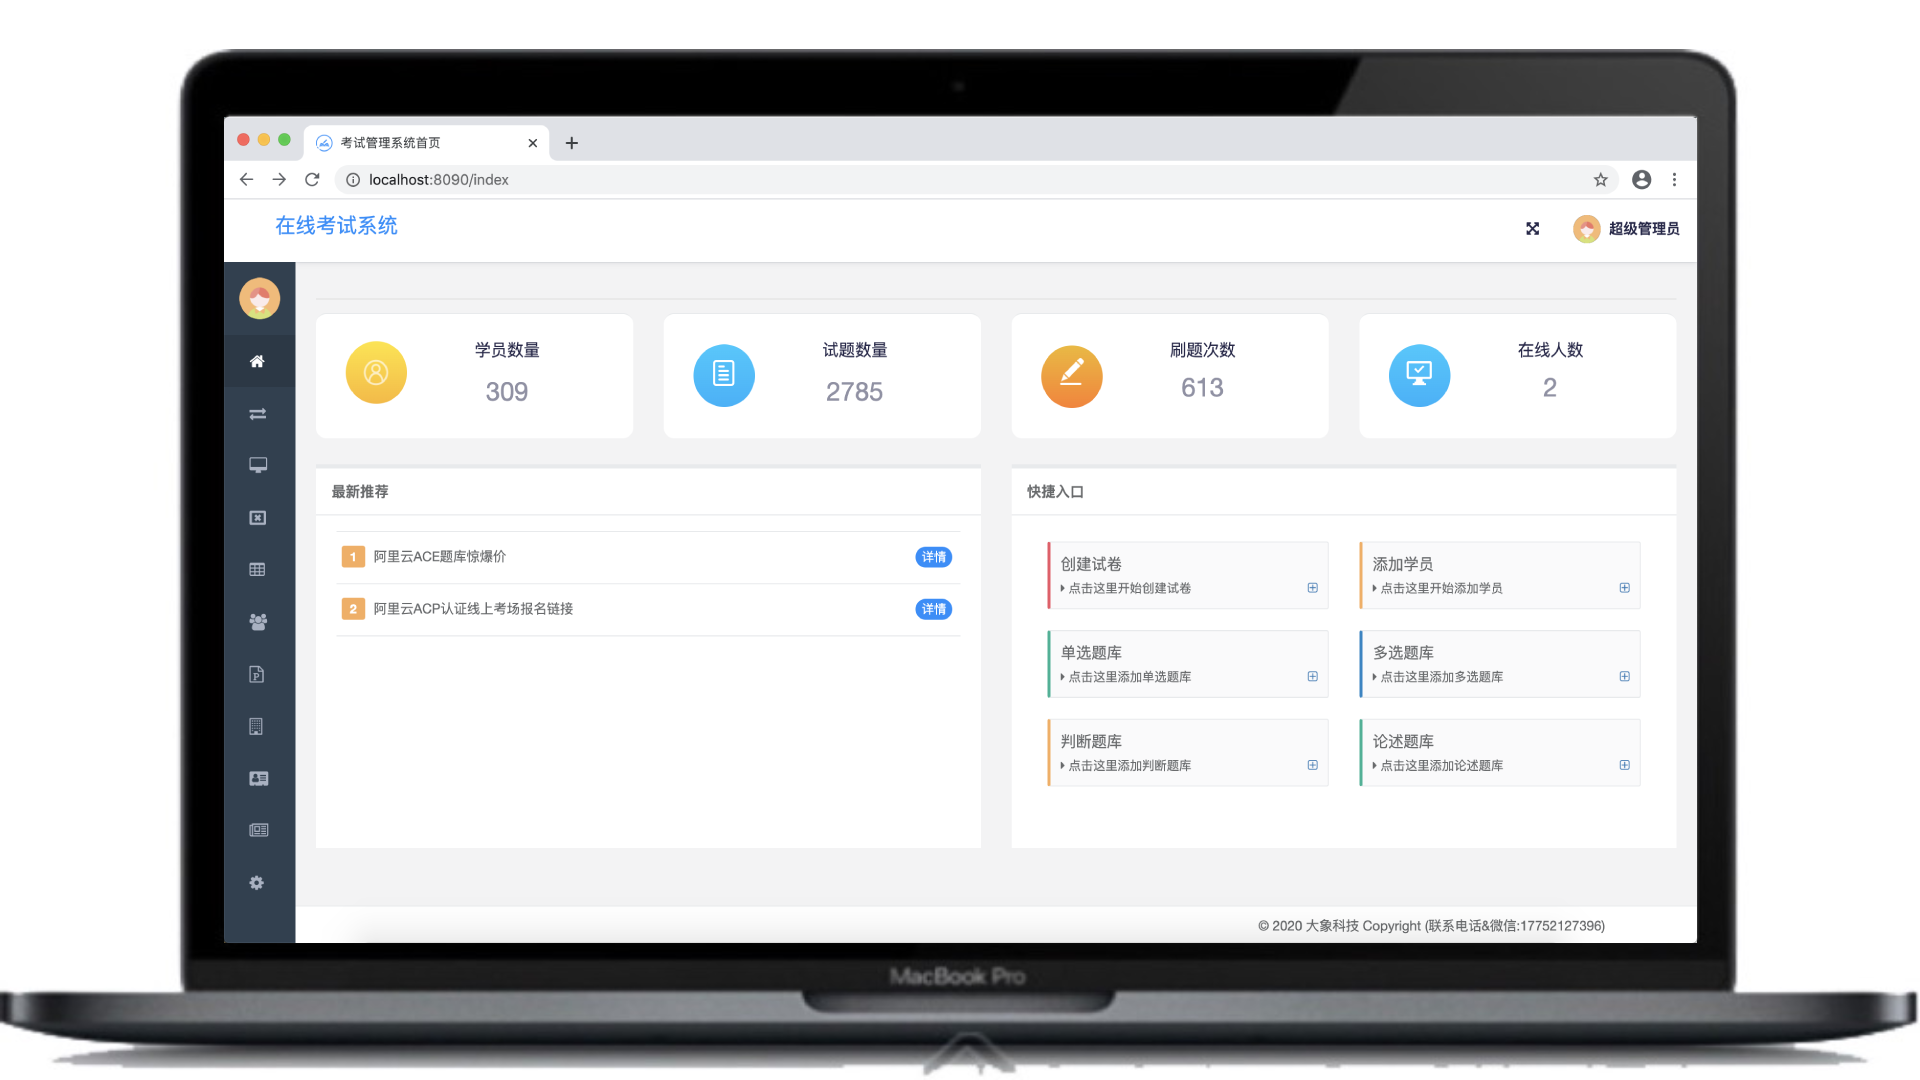 考试管理系统首页
localhost:8090/index
在线考试系统
超级管理员
学员数量
309
试题数量
2785
刷题次数
613
在线人数
2
最新推荐
1 阿里云ACE题库惊爆价 详情
2 阿里云ACP认证线上考场报名链接 详情
快捷入口
创建试卷
点击这里开始创建试卷
添加学员
点击这里开始添加学员
单选题库
点击这里添加单选题库
多选题库
点击这里添加多选题库
判断题库
点击这里添加判断题库
论述题库
点击这里添加论述题库
© 2020 大象科技 Copyright (联系电话&微信:17752127396)
MacBook Pro